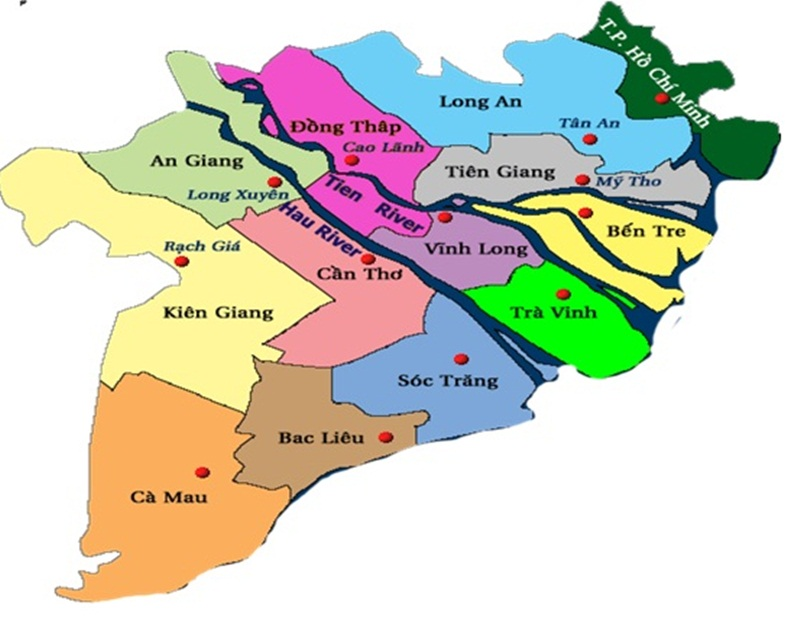 T.P. Hồ Chí Minh
Long An
Tân An
Đồng Thâp
Cao Lãnh
An Giang
Tiên Giang
Long Xuyên
Mỹ Tho
Tien River
Hau River
Bến Tre
Rạch Giá
Vĩnh Long
Cần Thơ
Kiên Giang
Trà Vinh
Sóc Trăng
Bac Liêu
Cà Mau